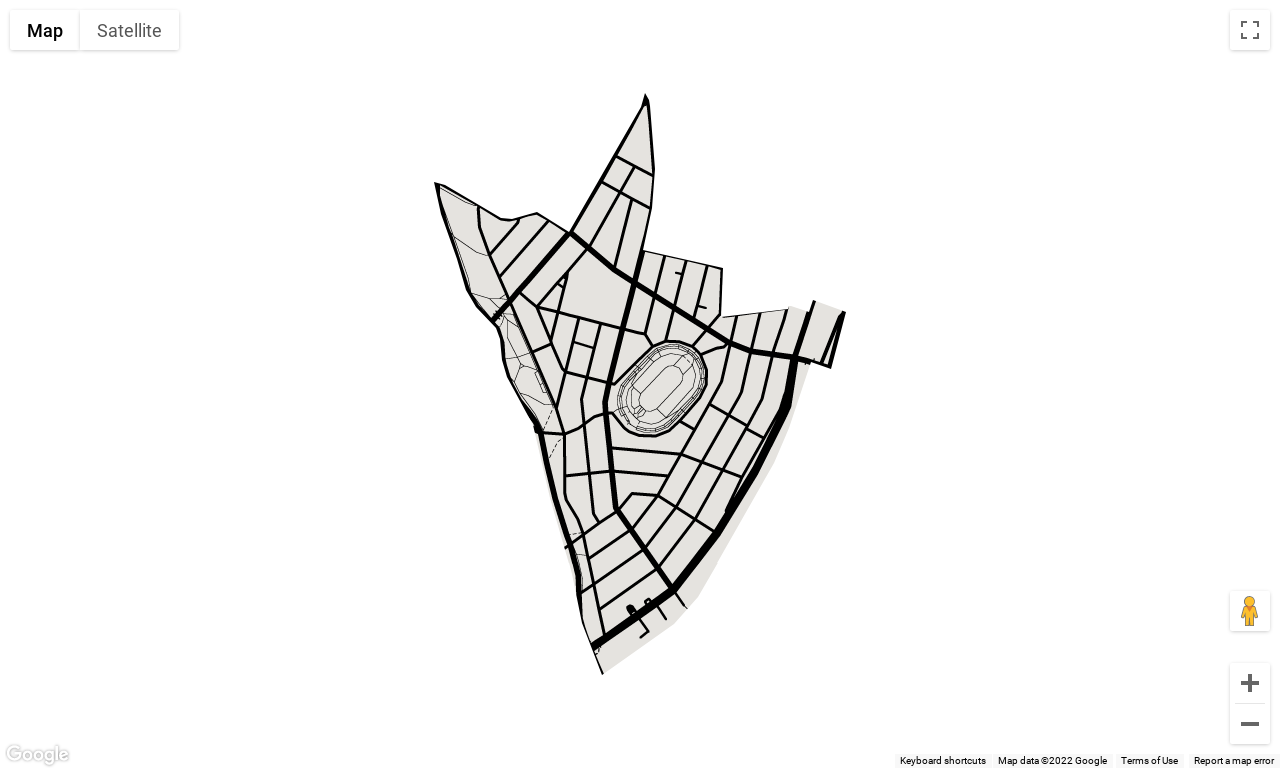 Map Satellite
Google
Keyboard shortcuts Map data ©2022 Google Terms of Use Report a map error